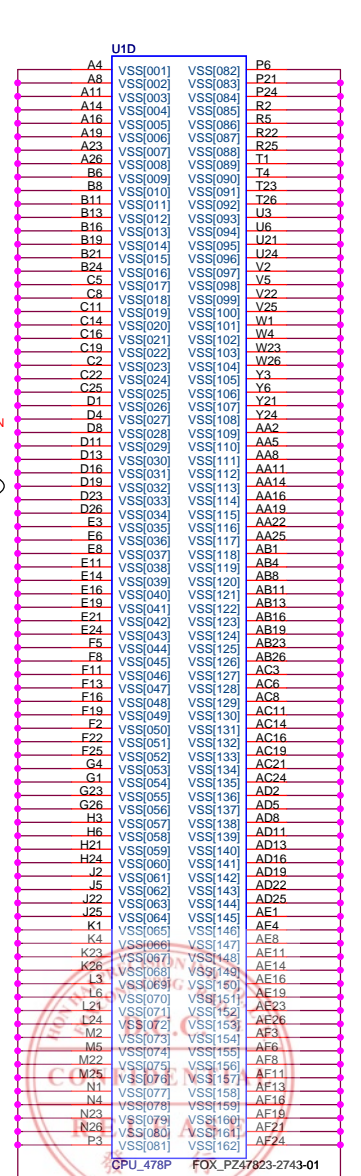 U1D
A4 VSS[001] VSS[082] P6
A8 VSS[002] VSS[083] P21
A11 VSS[003] VSS[084] P24
A14 VSS[004] VSS[085] R2
A16 VSS[005] VSS[086] R5
A19 VSS[006] VSS[087] R22
A23 VSS[007] VSS[088] R25
A26 VSS[008] VSS[089] T1
B6 VSS[009] VSS[090] T4
B8 VSS[010] VSS[091] T23
B11 VSS[011] VSS[092] T26
B13 VSS[012] VSS[093] U3
B16 VSS[013] VSS[094] U6
B19 VSS[014] VSS[095] U21
B21 VSS[015] VSS[096] U24
B24 VSS[016] VSS[097] V2
C5 VSS[017] VSS[098] V5
C8 VSS[018] VSS[099] V22
C11 VSS[019] VSS[100] V25
C14 VSS[020] VSS[101] W1
C16 VSS[021] VSS[102] W4
C19 VSS[022] VSS[103] W23
C2 VSS[023] VSS[104] W26
C22 VSS[024] VSS[105] Y3
C25 VSS[025] VSS[106] Y6
D1 VSS[026] VSS[107] Y21
D4 VSS[027] VSS[108] Y24
D8 VSS[028] VSS[109] AA2
D11 VSS[029] VSS[110] AA5
D13 VSS[030] VSS[111] AA8
D16 VSS[031] VSS[112] AA11
D19 VSS[032] VSS[113] AA14
D23 VSS[033] VSS[114] AA16
D26 VSS[034] VSS[115] AA19
E3 VSS[035] VSS[116] AA22
E6 VSS[036] VSS[117] AA25
E8 VSS[037] VSS[118] AB1
E11 VSS[038] VSS[119] AB4
E14 VSS[039] VSS[120] AB8
E16 VSS[040] VSS[121] AB11
E19 VSS[041] VSS[122] AB13
E21 VSS[042] VSS[123] AB16
E24 VSS[043] VSS[124] AB19
F5 VSS[044] VSS[125] AB23
F8 VSS[045] VSS[126] AB26
F11 VSS[046] VSS[127] AC3
F13 VSS[047] VSS[128] AC6
F16 VSS[048] VSS[129] AC8
F19 VSS[049] VSS[130] AC11
F2 VSS[050] VSS[131] AC14
F22 VSS[051] VSS[132] AC16
F25 VSS[052] VSS[133] AC19
G4 VSS[053] VSS[134] AC21
G1 VSS[054] VSS[135] AC24
G23 VSS[055] VSS[136] AD2
G26 VSS[056] VSS[137] AD5
H3 VSS[057] VSS[138] AD8
H6 VSS[058] VSS[139] AD11
H21 VSS[059] VSS[140] AD13
H24 VSS[060] VSS[141] AD16
J2 VSS[061] VSS[142] AD19
J5 VSS[062] VSS[143] AD22
J22 VSS[063] VSS[144] AD25
J25 VSS[064] VSS[145] AE1
K1 VSS[065] VSS[146] AE4
K4 VSS[066] VSS[147] AE8
K23 VSS[067] VSS[148] AE11
K26 VSS[068] VSS[149] AE14
L3 VSS[069] VSS[150] AE16
L6 VSS[070] VSS[151] AE19
L21 VSS[071] VSS[152] AE23
L24 VSS[072] VSS[153] AE26
M2 VSS[073] VSS[154] AF3
M5 VSS[074] VSS[155] AF6
M22 VSS[075] VSS[156] AF8
M25 VSS[076] VSS[157] AF11
N1 VSS[077] VSS[158] AF13
N4 VSS[078] VSS[159] AF16
N23 VSS[079] VSS[160] AF19
N26 VSS[080] VSS[161] AF21
P3 VSS[081] VSS[162] AF24
CPU_478P FOX_PZ47823-2743-01
CONFIDENTIAL
RELEASE